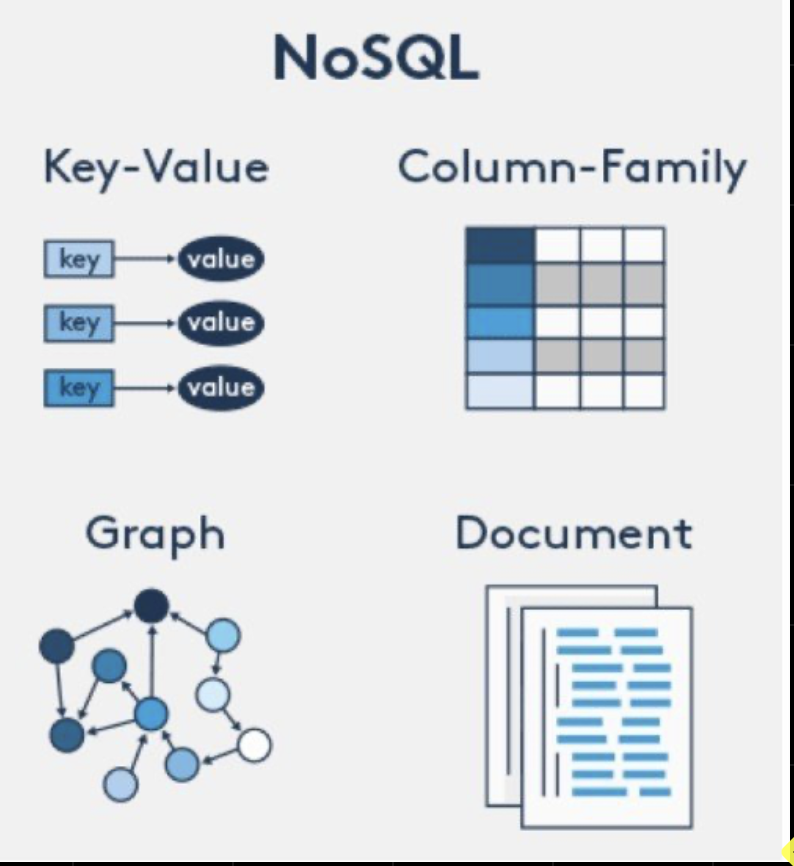 NoSQL
Key-Value
Column-Family
key value
key value
key value
Graph
Document